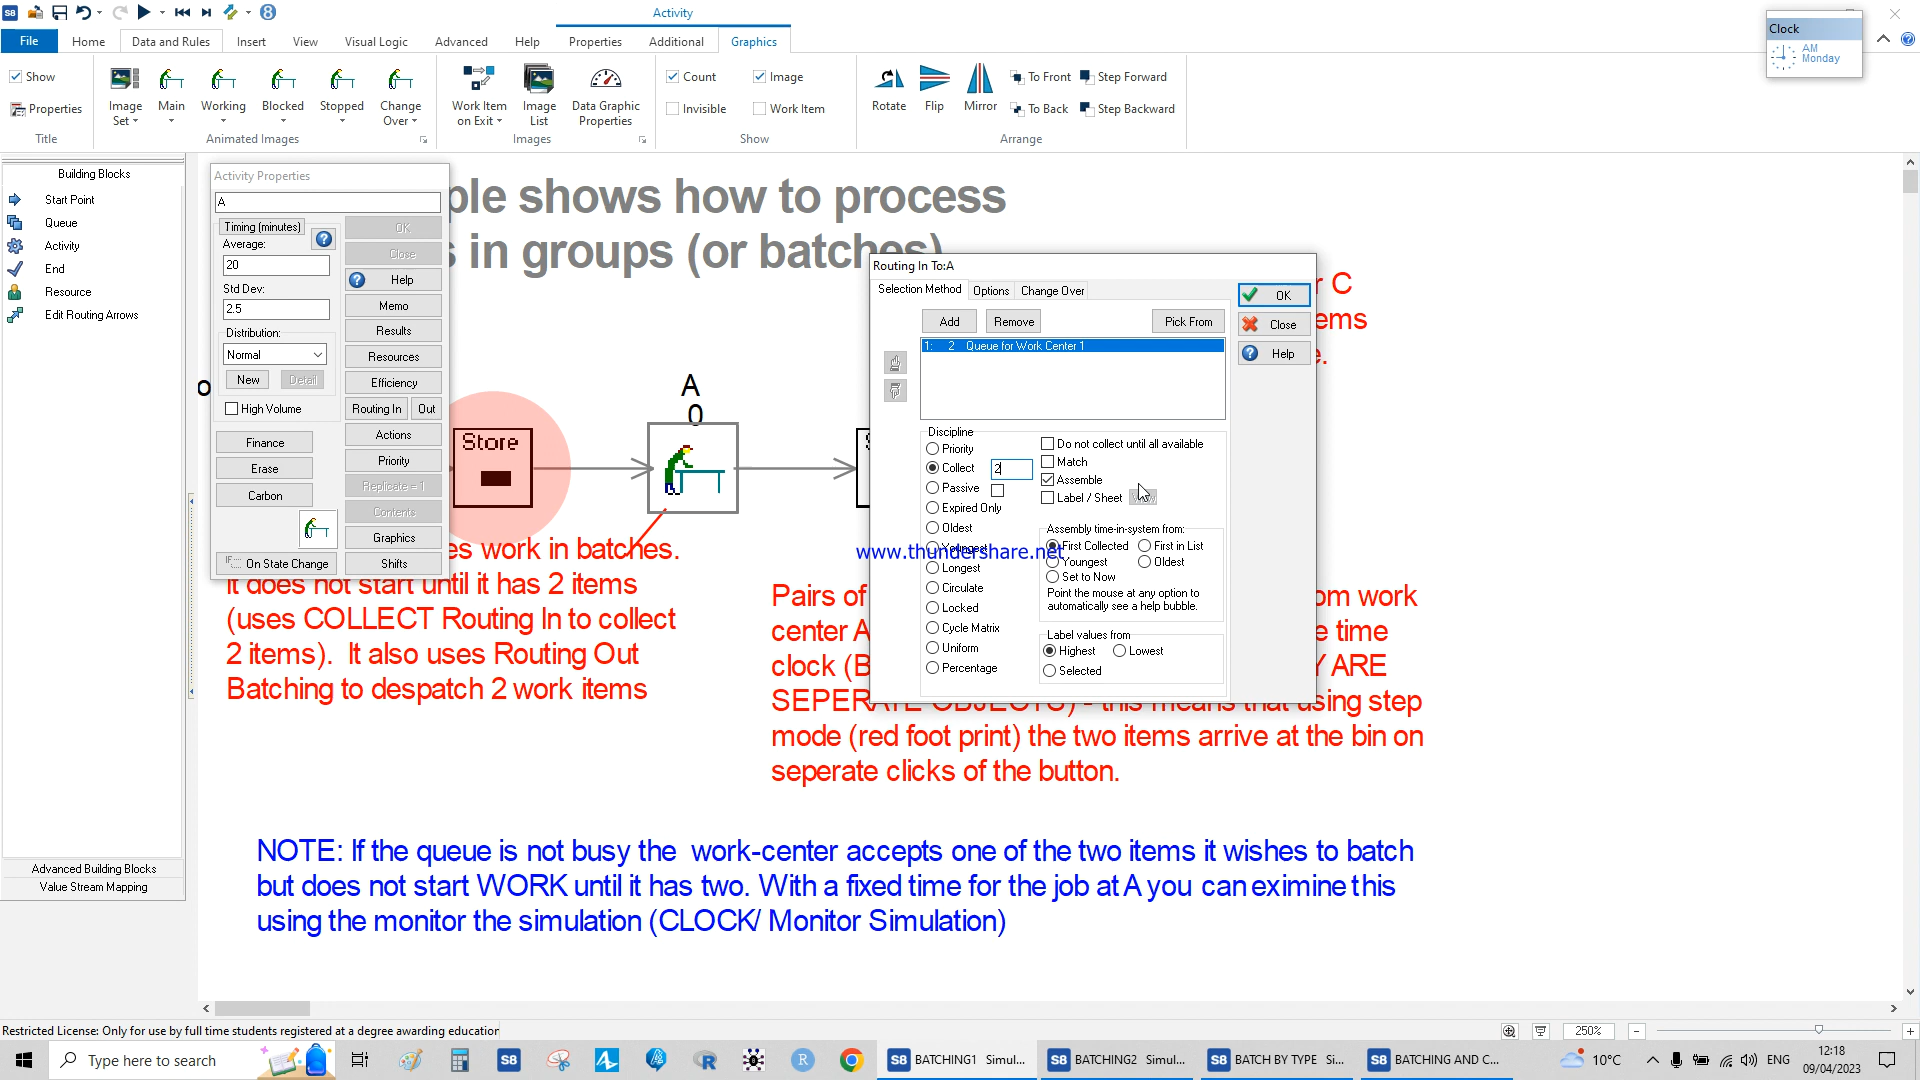 Activity
Clock
AM
Monday
File Home Data and Rules Insert View Visual Logic Advanced Help Properties Additional Graphics
Show
Properties
Title
Image Set
Main
Working
Blocked
Stopped
Change Over
Animated Images
Work Item on Exit
Image List
Data Graphic Properties
Images
Count
Image
Invisible
Work Item
Show
Rotate
Flip
Mirror
To Front
Step Forward
To Back
Step Backward
Arrange
Building Blocks
Start Point
Queue
Activity
End
Resource
Edit Routing Arrows
Advanced Building Blocks
Value Stream Mapping
Activity Properties
A
Timing (minutes)
Average:
20
Std Dev:
2.5
Distribution:
Normal
New
Detail
High Volume
Finance
Erase
Carbon
On State Change
OK
Close
Help
Memo
Results
Resources
Efficiency
Routing In
Out
Actions
Priority
Replicate = 1
Contents
Graphics
Shifts
ple shows how to process
s in groups (or batches)
r C
ems
Store
A
0
es work in batches.
It does not start until it has 2 items
(uses COLLECT Routing In to collect
2 items). It also uses Routing Out
Batching to despatch 2 work items
Pairs of
om work
center A
e time
clock (B
Y ARE
SEPERATE OBJECTS) - this means that using step
mode (red foot print) the two items arrive at the bin on
seperate clicks of the button.
Routing In To:A
Selection Method Options Change Over
Add
Remove
Pick From
1: 2 Queue for Work Center 1
OK
Close
Help
Discipline
Priority
Collect 2
Passive
Expired Only
Oldest
Youngest
Longest
Circulate
Locked
Cycle Matrix
Uniform
Percentage
Do not collect until all available
Match
Assemble
Label / Sheet
Assembly time-in-system from:
First Collected
First in List
Youngest
Oldest
Set to Now
Point the mouse at any option to
automatically see a help bubble.
Label values from
Highest
Lowest
Selected
www.thundershare.net
NOTE: If the queue is not busy the work-center accepts one of the two items it wishes to batch
but does not start WORK until it has two. With a fixed time for the job at A you can eximine this
using the monitor the simulation (CLOCK/ Monitor Simulation)
Restricted License: Only for use by full time students registered at a degree awarding education
250%
Type here to search
S8 BATCHING1 Simul...
S8 BATCHING2 Simul...
S8 BATCH BY TYPE Si...
S8 BATCHING AND C...
10°C
ENG
12:18
09/04/2023